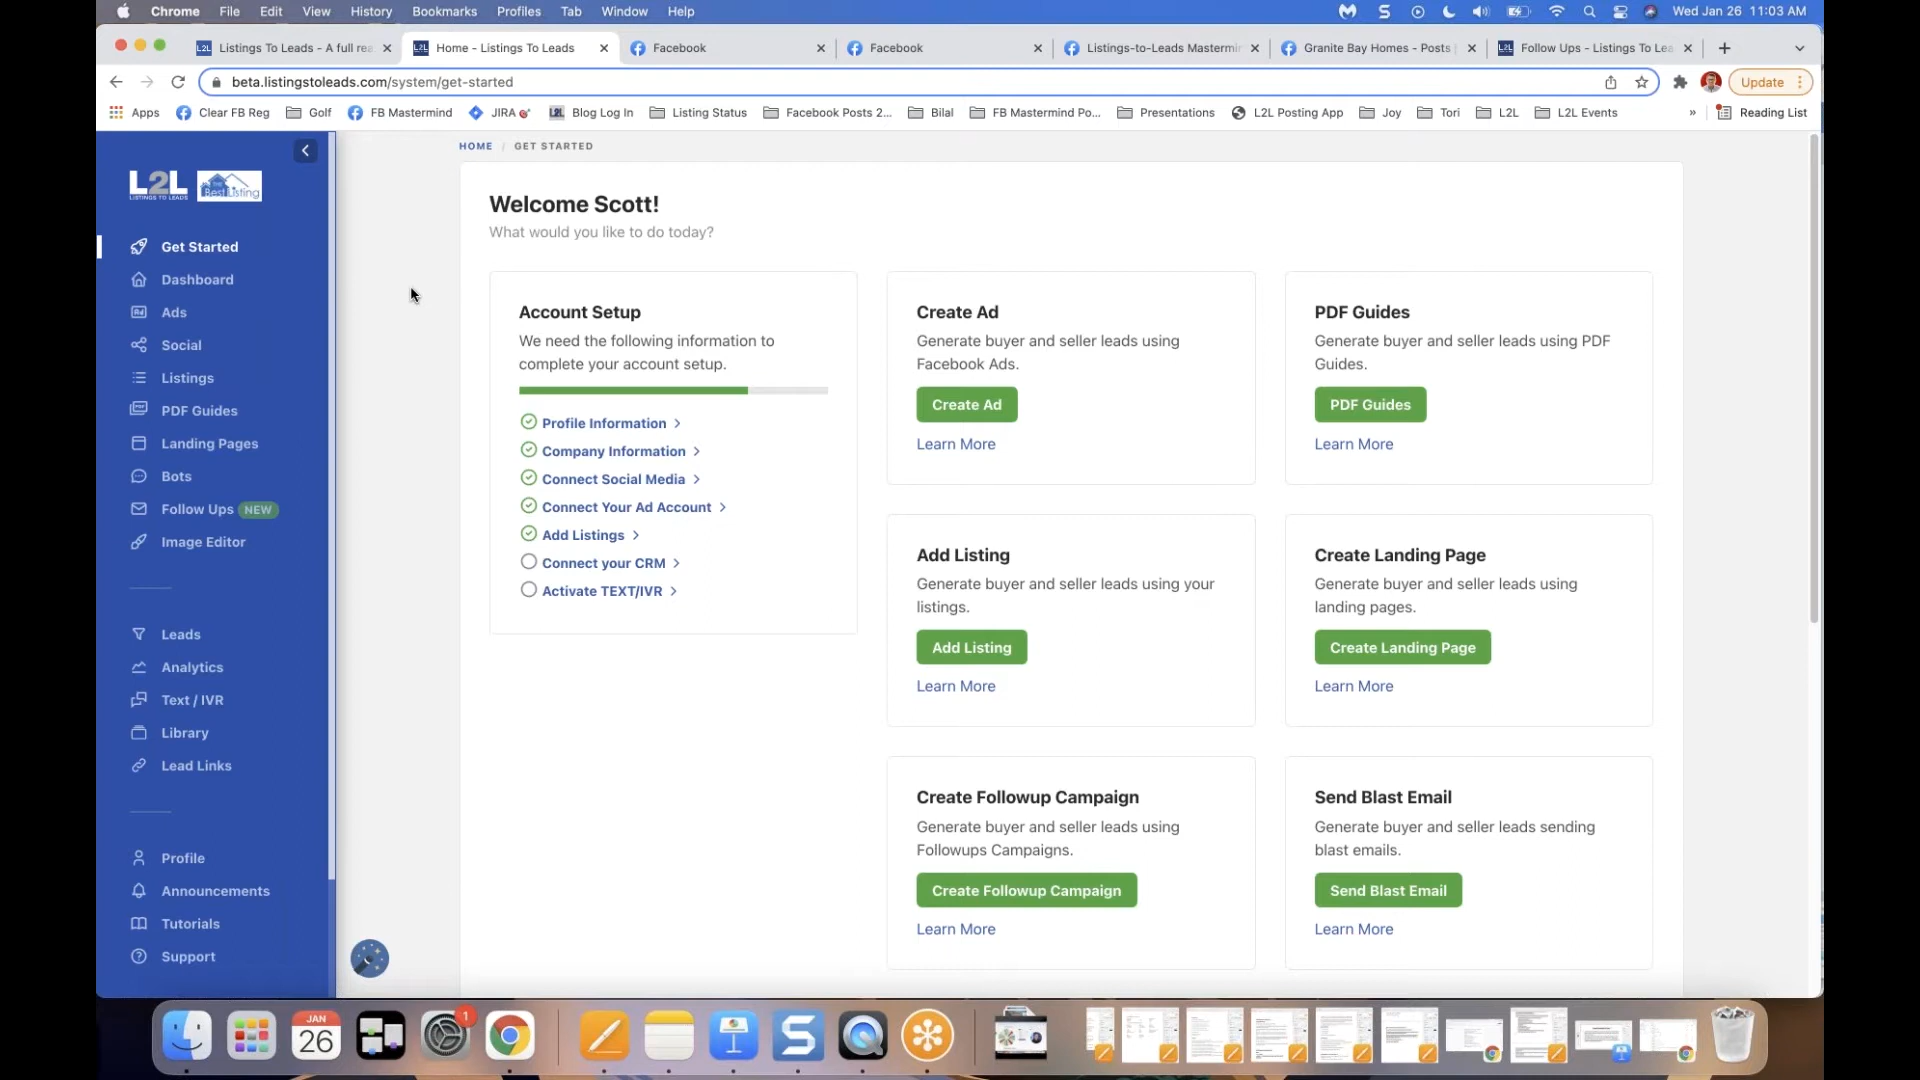 Chrome File Edit View History Bookmarks Profiles Tab Window Help Wed Jan 26 11:03 AM
L2L Listings To Leads - A full rea L2L Home - Listings To Leads Facebook Facebook Listings-to-Leads Mastermin Granite Bay Homes - Posts L2L Follow Ups - Listings To Lea
beta.listingstoleads.com/system/get-started Update
Apps Clear FB Reg Golf FB Mastermind JIRA L2L Blog Log In Listing Status Facebook Posts 2... Bilal FB Mastermind Po... Presentations L2L Posting App Joy Tori L2L L2L Events » Reading List
HOME / GET STARTED
L2L
LISTINGS TO LEADS
THE Best Listing
Welcome Scott!
What would you like to do today?
Get Started
Dashboard
Ads
Social
Listings
PDF Guides
Landing Pages
Bots
Follow Ups NEW
Image Editor
Leads
Analytics
Text / IVR
Library
Lead Links
Profile
Announcements
Tutorials
Support
Account Setup
We need the following information to
complete your account setup.
Profile Information
Company Information
Connect Social Media
Connect Your Ad Account
Add Listings
Connect your CRM
Activate TEXT/IVR
Create Ad
Generate buyer and seller leads using
Facebook Ads.
Create Ad
Learn More
PDF Guides
Generate buyer and seller leads using PDF
Guides.
PDF Guides
Learn More
Add Listing
Generate buyer and seller leads using your
listings.
Add Listing
Learn More
Create Landing Page
Generate buyer and seller leads using
landing pages.
Create Landing Page
Learn More
Create Followup Campaign
Generate buyer and seller leads using
Followups Campaigns.
Create Followup Campaign
Learn More
Send Blast Email
Generate buyer and seller leads sending
blast emails.
Send Blast Email
Learn More
JAN
26
1